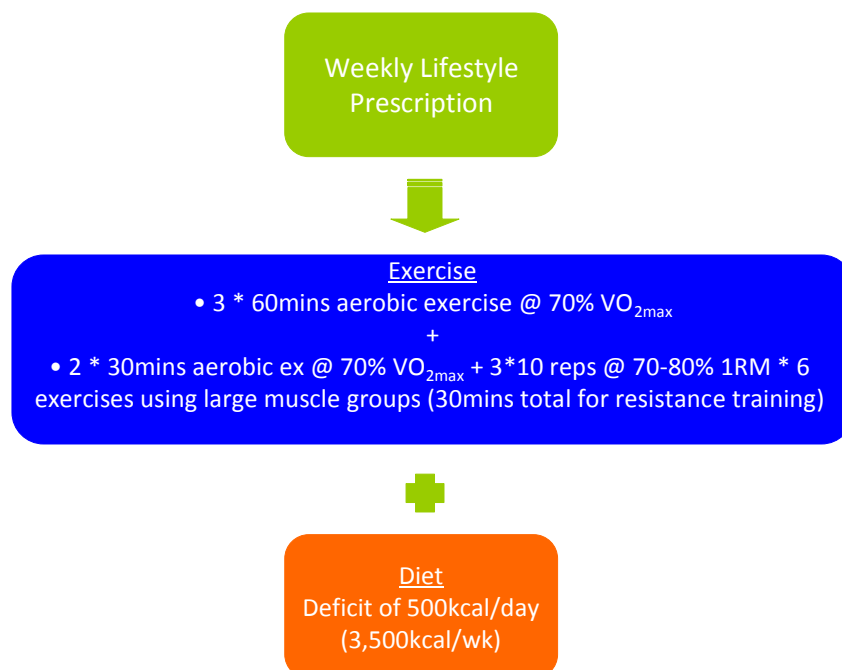 Weekly Lifestyle
Prescription
Exercise
• 3 * 60mins aerobic exercise @ 70% VO2max
+
• 2 * 30mins aerobic ex @ 70% VO2max + 3*10 reps @ 70-80% 1RM * 6
exercises using large muscle groups (30mins total for resistance training)
Diet
Deficit of 500kcal/day
(3,500kcal/wk)